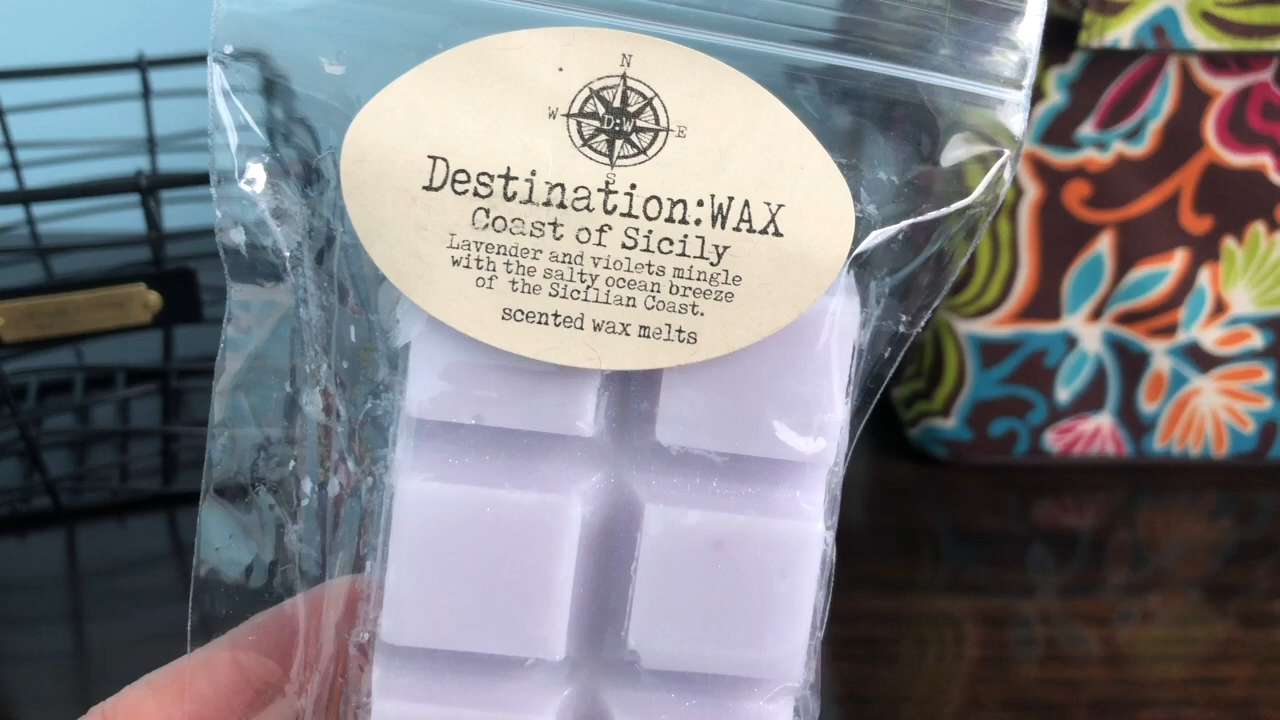 N
W D:W E
S
Destination:WAX
Coast of Sicily
Lavender and violets mingle
with the salty ocean breeze
of the Sicilian Coast.
scented wax melts